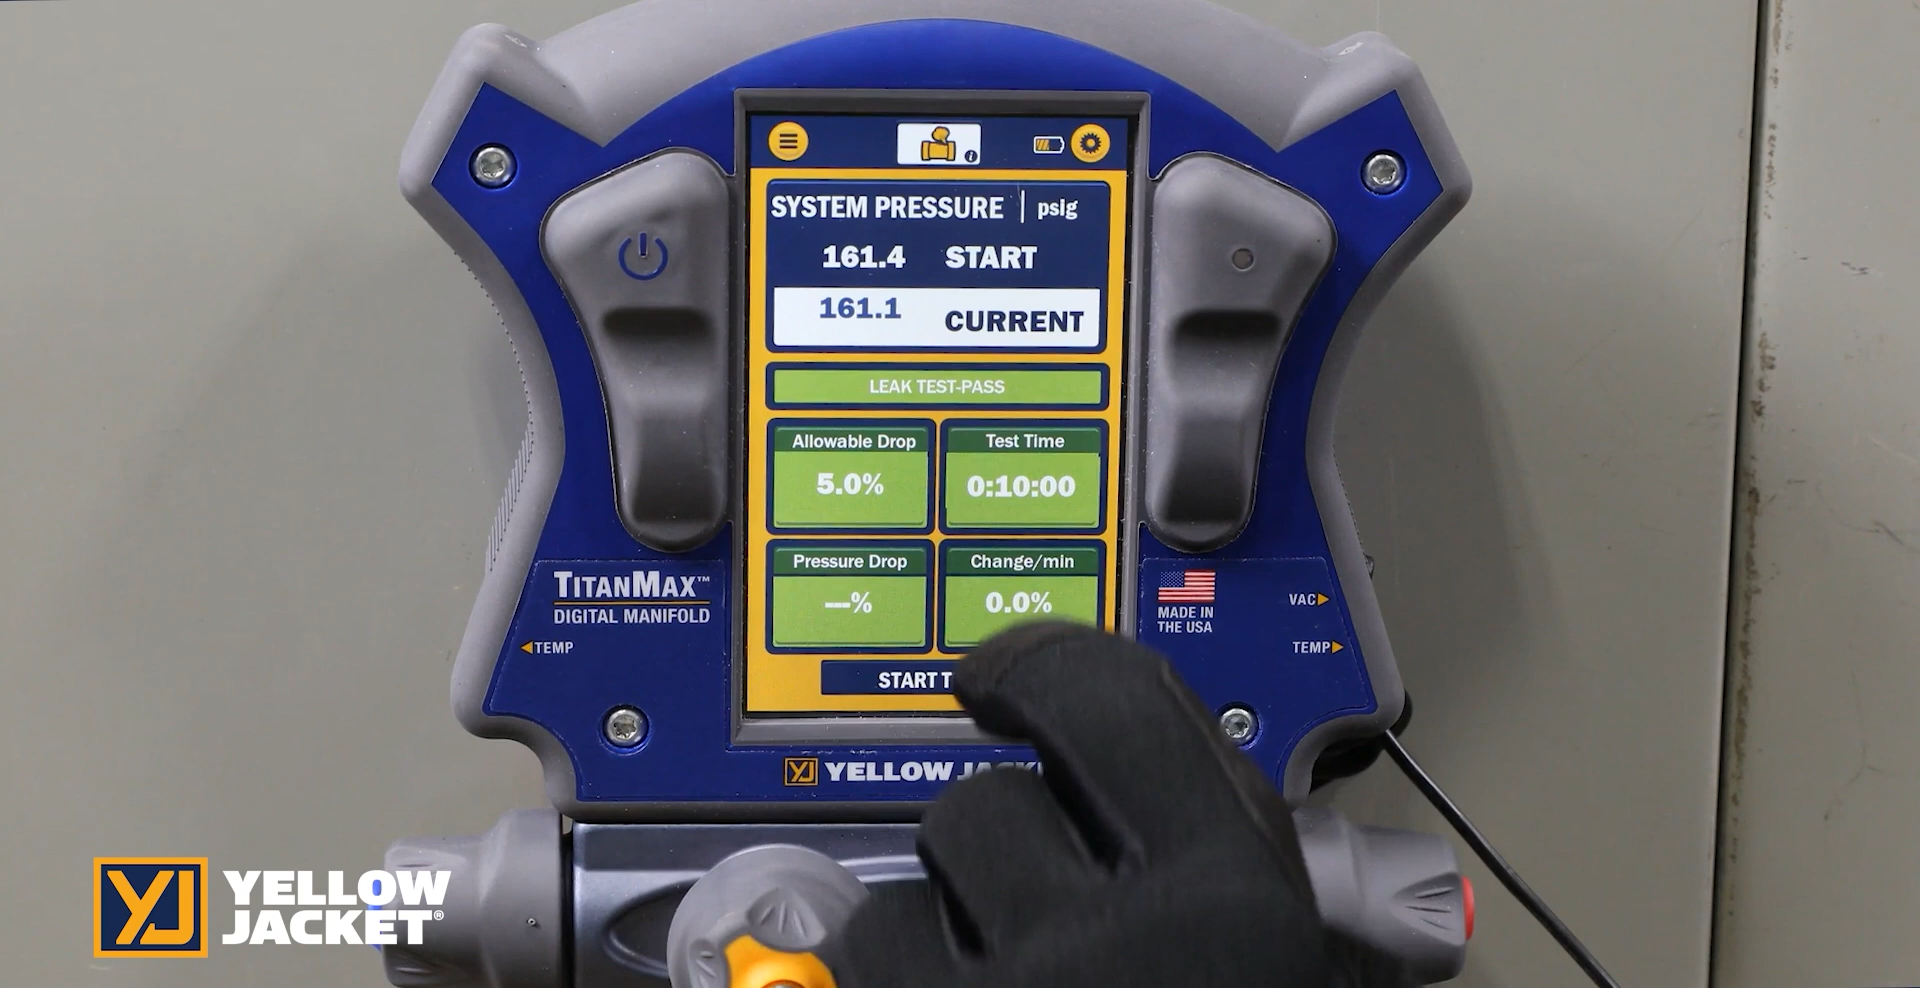 SYSTEM PRESSURE | psig
161.4 START
161.1 CURRENT
LEAK TEST-PASS
Allowable Drop
5.0%
Test Time
0:10:00
Pressure Drop
---%
Change/min
0.0%
START T
TITANMAX™
DIGITAL MANIFOLD
TEMP
MADE IN
THE USA
VAC
TEMP
YJ YELLOW JACKE
YJ YELLOW
JACKET®